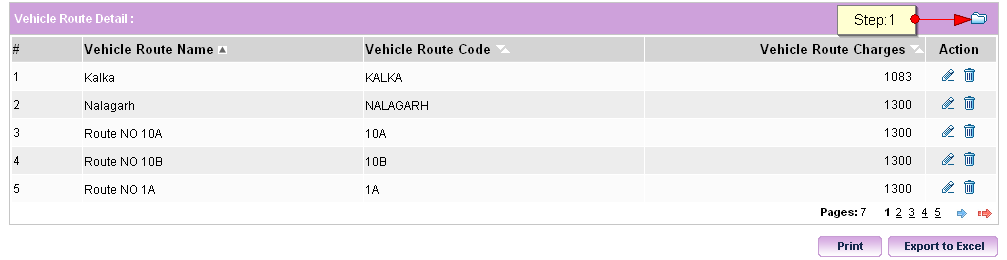 Vehicle Route Detail : Step:1
# Vehicle Route Name Vehicle Route Code Vehicle Route Charges Action
1 Kalka KALKA 1083
2 Nalagarh NALAGARH 1300
3 Route NO 10A 10A 1300
4 Route NO 10B 10B 1300
5 Route NO 1A 1A 1300
Pages: 7 1 2 3 4 5
Print Export to Excel